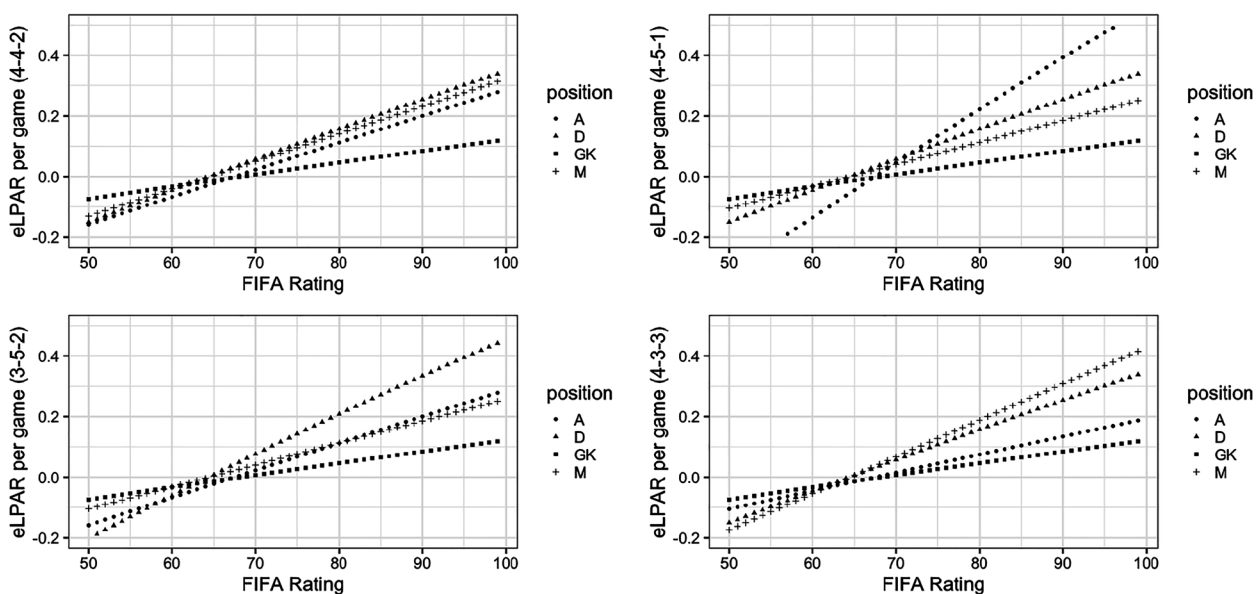 eLPAR per game (4-4-2)
0.4
0.2
0.0
-0.2
50 60 70 80 90 100
FIFA Rating
position
A
D
GK
M
eLPAR per game (4-5-1)
0.4
0.2
0.0
-0.2
50 60 70 80 90 100
FIFA Rating
position
A
D
GK
M
eLPAR per game (3-5-2)
0.4
0.2
0.0
-0.2
50 60 70 80 90 100
FIFA Rating
position
A
D
GK
M
eLPAR per game (4-3-3)
0.4
0.2
0.0
-0.2
50 60 70 80 90 100
FIFA Rating
position
A
D
GK
M